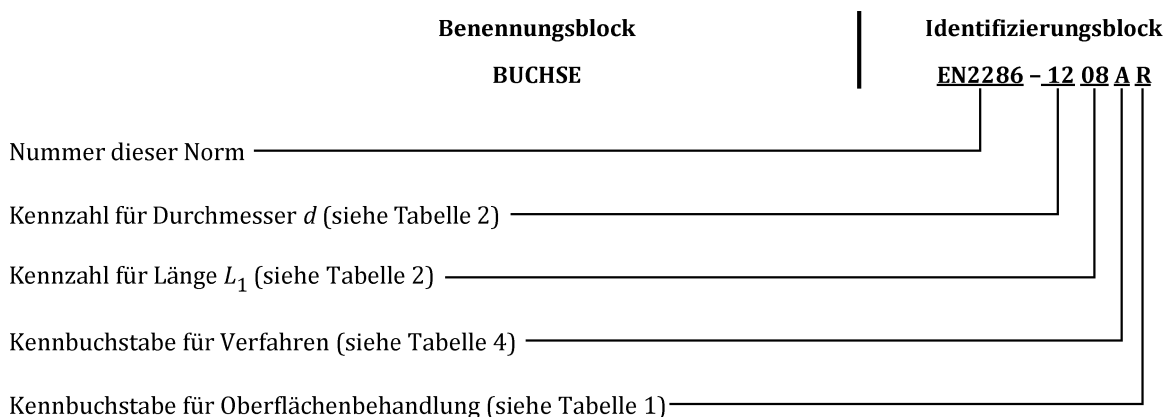 Benennungsblock Identifizierungsblock
BUCHSE EN2286 – 12 08 A R
Nummer dieser Norm
Kennzahl für Durchmesser d (siehe Tabelle 2)
Kennzahl für Länge L1 (siehe Tabelle 2)
Kennbuchstabe für Verfahren (siehe Tabelle 4)
Kennbuchstabe für Oberflächenbehandlung (siehe Tabelle 1)